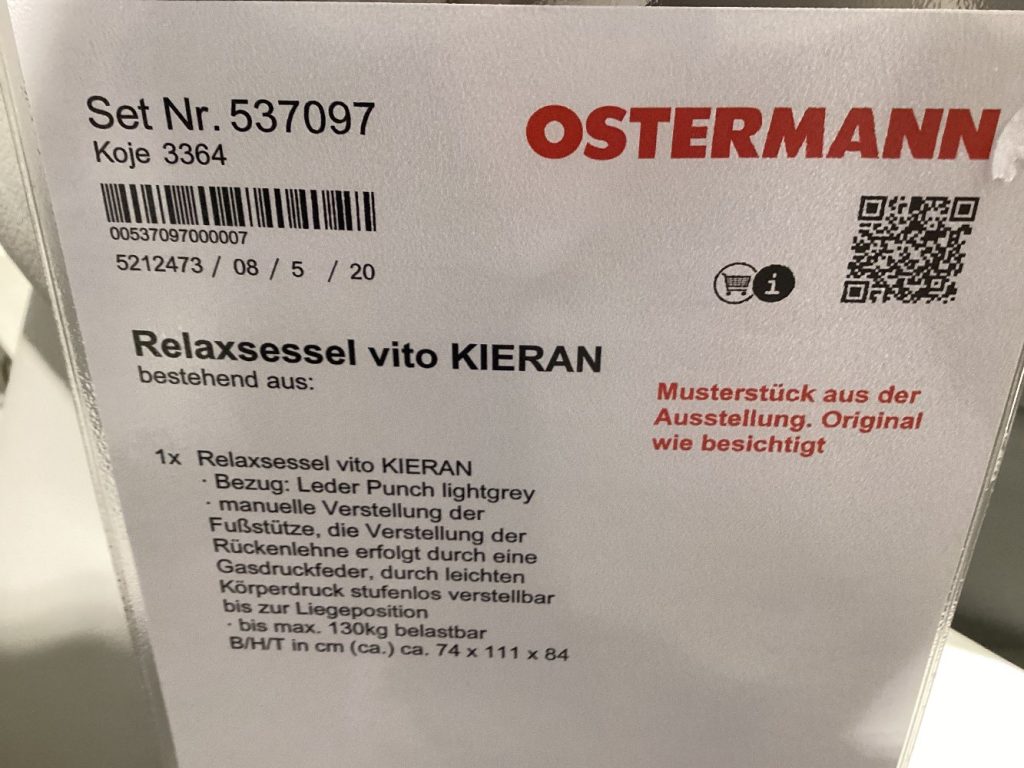 Set Nr. 537097
Koje 3364
OSTERMANN
00537097000007
5212473 / 08 / 5 / 20
i
Relaxsessel vito KIERAN
bestehend aus:
Musterstück aus der
Ausstellung. Original
wie besichtigt
1x Relaxsessel vito KIERAN
· Bezug: Leder Punch lightgrey
· manuelle Verstellung der
Fußstütze, die Verstellung der
Rückenlehne erfolgt durch eine
Gasdruckfeder, durch leichten
Körperdruck stufenlos verstellbar
bis zur Liegeposition
· bis max. 130kg belastbar
B/H/T in cm (ca.) ca. 74 x 111 x 84